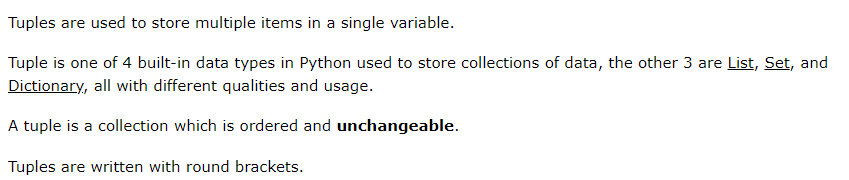 Tuples are used to store multiple items in a single variable.
Tuple is one of 4 built-in data types in Python used to store collections of data, the other 3 are List, Set, and
Dictionary, all with different qualities and usage.
A tuple is a collection which is ordered and unchangeable.
Tuples are written with round brackets.